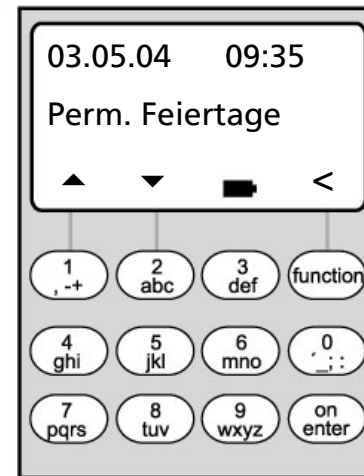 03.05.04 09:35
Perm. Feiertage
<
1 2 3 function
, -+ abc def
4 5 6 0
ghi jkl mno ´_; :
7 8 9 on
pqrs tuv wxyz enter